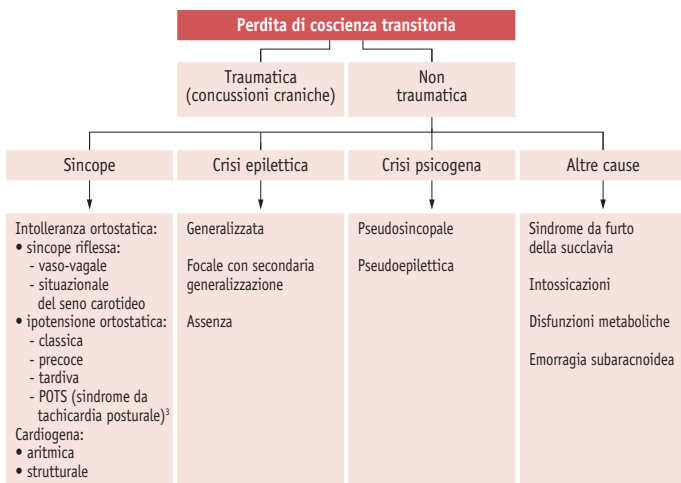 Perdita di coscienza transitoria
Traumatica
(concussioni craniche)
Non
traumatica
Sincope
Crisi epilettica
Crisi psicogena
Altre cause
Intolleranza ortostatica:
• sincope riflessa:
- vaso-vagale
- situazionale
del seno carotideo
• ipotensione ortostatica:
- classica
- precoce
- tardiva
- POTS (sindrome da
tachicardia posturale)³
Cardiogena:
• aritmica
• strutturale
Generalizzata
Focale con secondaria
generalizzazione
Assenza
Pseudosincopale
Pseudoepilettica
Sindrome da furto
della succlavia
Intossicazioni
Disfunzioni metaboliche
Emorragia subaracnoidea